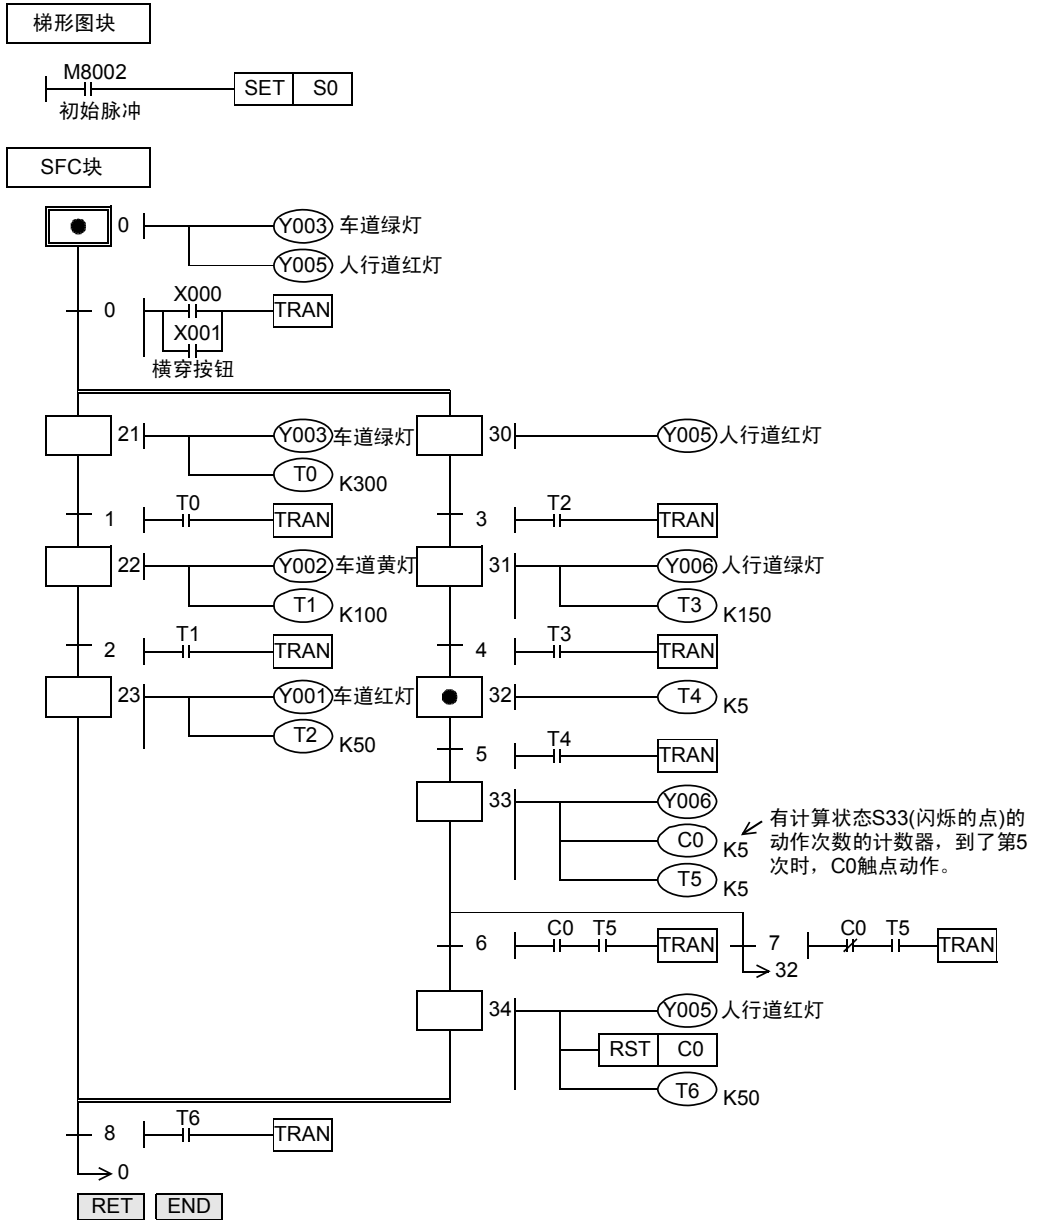 梯形图块
M8002
SET S0
初始脉冲
SFC块
0 Y003 车道绿灯
Y005 人行道红灯
0 X000 TRAN
X001
横穿按钮
21 Y003 车道绿灯 30 Y005 人行道红灯
T0 K300
1 T0 TRAN 3 T2 TRAN
22 Y002 车道黄灯 31 Y006 人行道绿灯
T1 K100 T3 K150
2 T1 TRAN 4 T3 TRAN
23 Y001 车道红灯 32 T4 K5
T2 K50 5 T4 TRAN
33 Y006
C0 K5
T5 K5
有计算状态S33(闪烁的点)的
动作次数的计数器，到了第5
次时，C0触点动作。
6 C0 T5 TRAN 7 C0 T5 TRAN
32
34 Y005 人行道红灯
RST C0
T6 K50
8 T6 TRAN
0
RET END